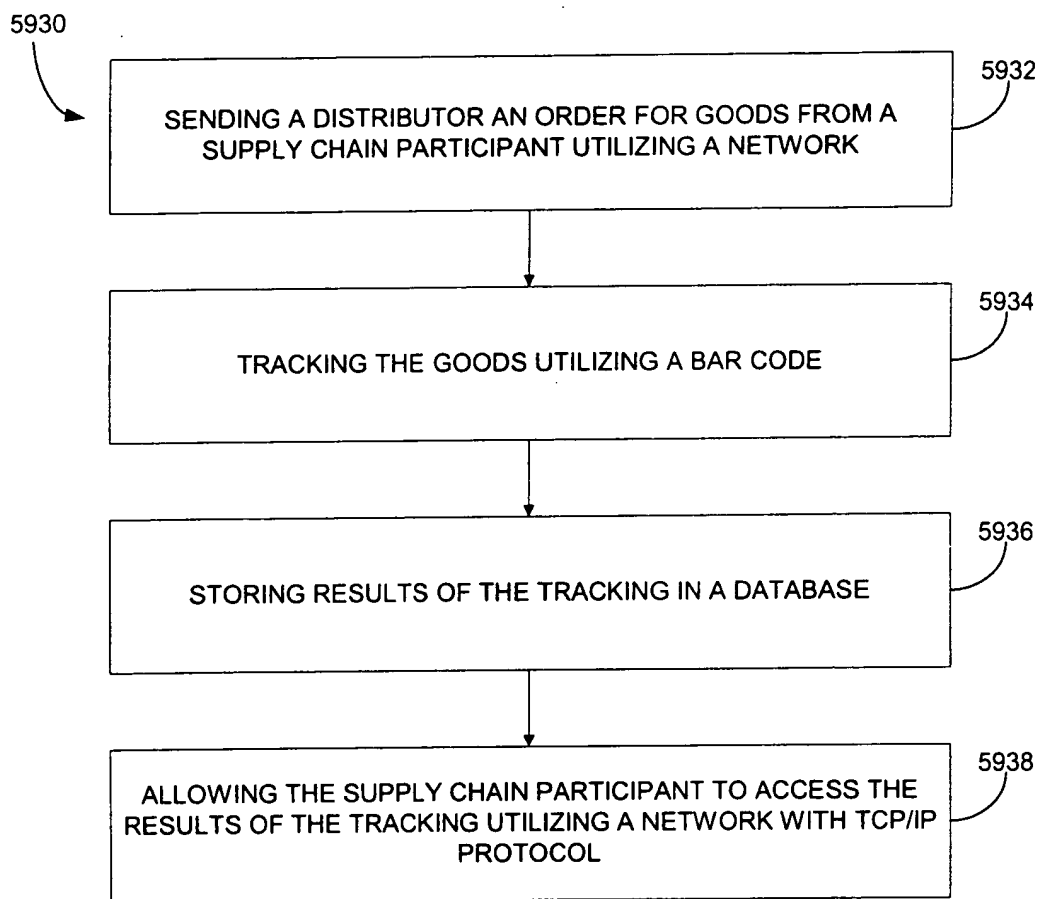 5930
5932
SENDING A DISTRIBUTOR AN ORDER FOR GOODS FROM A
SUPPLY CHAIN PARTICIPANT UTILIZING A NETWORK
5934
TRACKING THE GOODS UTILIZING A BAR CODE
5936
STORING RESULTS OF THE TRACKING IN A DATABASE
5938
ALLOWING THE SUPPLY CHAIN PARTICIPANT TO ACCESS THE
RESULTS OF THE TRACKING UTILIZING A NETWORK WITH TCP/IP
PROTOCOL